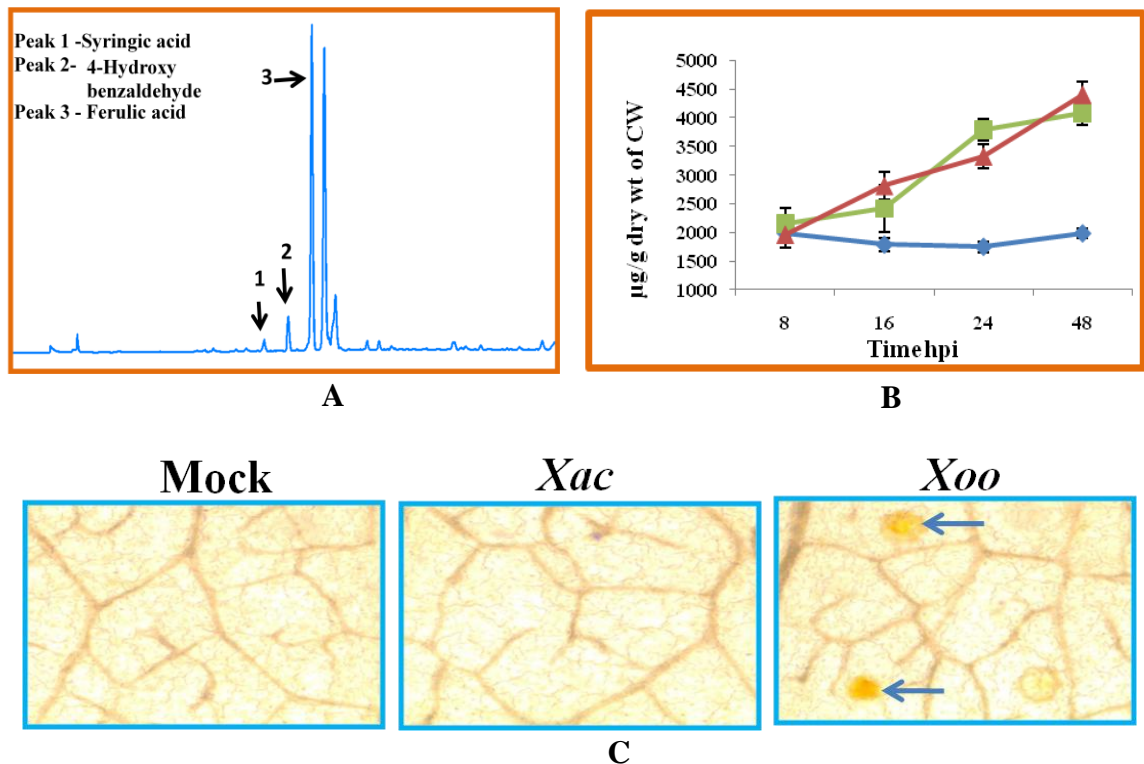 Peak 1 -Syringic acid
Peak 2- 4-Hydroxy
benzaldehyde
Peak 3 - Ferulic acid
3
2
1
A
µg/g dry wt of CW
5000
4500
4000
3500
3000
2500
2000
1500
1000
8 16 24 48
Timehpi
B
Mock
Xac
Xoo
C